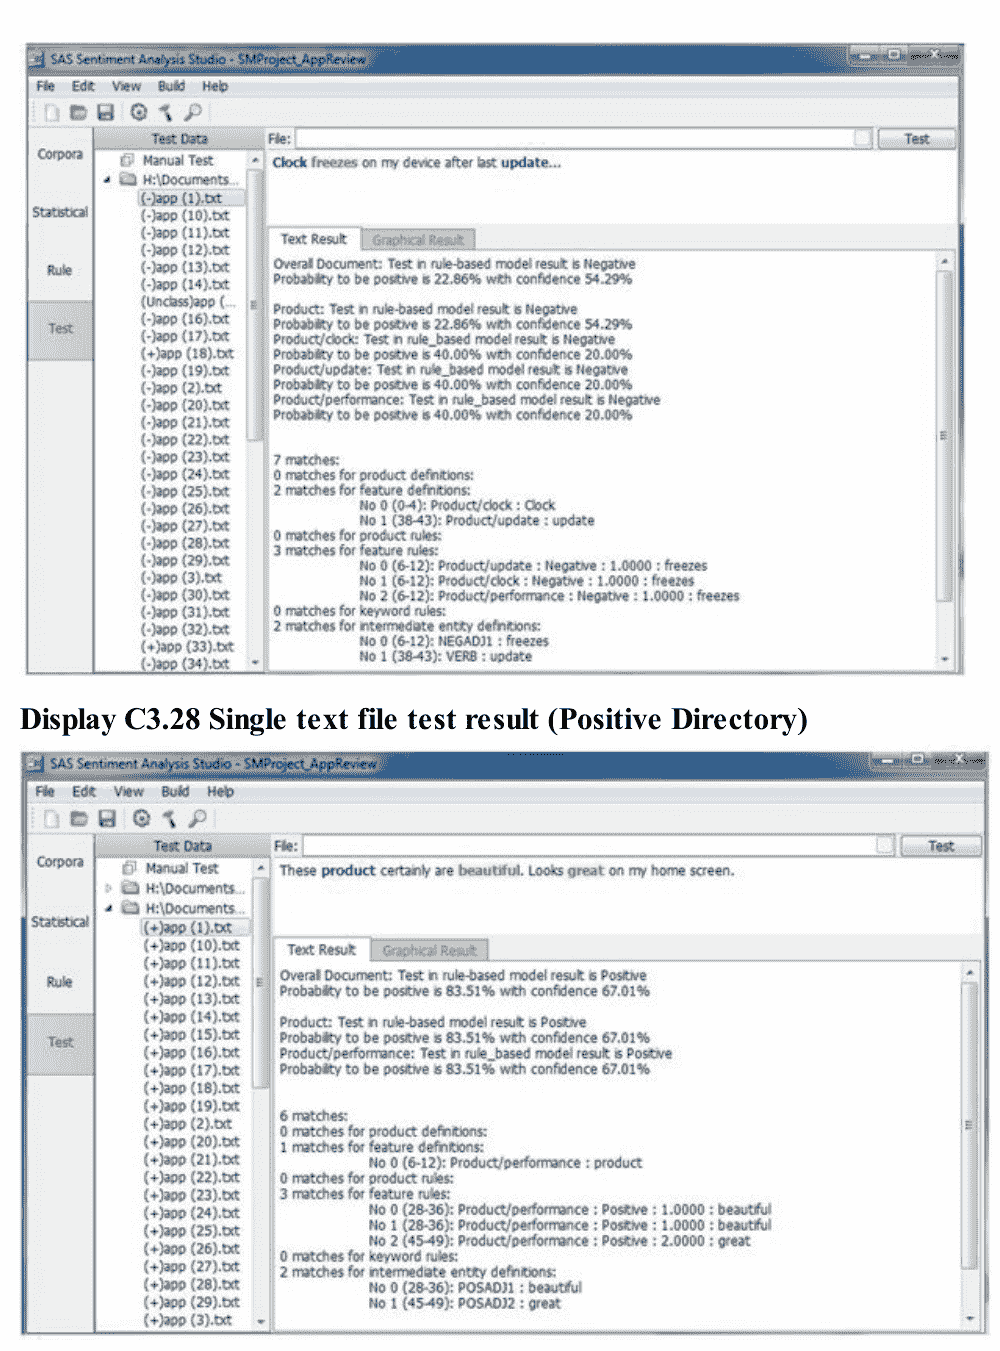 SAS Sentiment Analysis Studio - SMProject_AppReview
File Edit View Build Help
Test Data
File:
Test
Corpora
Statistical
Rule
Test
Manual Test
H:\Documents...
(-)app (1).txt
(-)app (10).txt
(-)app (11).txt
(-)app (12).txt
(-)app (13).txt
(-)app (14).txt
(Unclass)app (...
(-)app (16).txt
(-)app (17).txt
(+)app (18).txt
(-)app (19).txt
(-)app (2).txt
(-)app (20).txt
(-)app (21).txt
(-)app (22).txt
(-)app (23).txt
(-)app (24).txt
(-)app (25).txt
(-)app (26).txt
(-)app (27).txt
(-)app (28).txt
(-)app (29).txt
(-)app (3).txt
(-)app (30).txt
(-)app (31).txt
(-)app (32).txt
(+)app (33).txt
(-)app (34).txt
Clock freezes on my device after last update...
Text Result
Graphical Result
Overall Document: Test in rule-based model result is Negative
Probability to be positive is 22.86% with confidence 54.29%
Product: Test in rule-based model result is Negative
Probability to be positive is 22.86% with confidence 54.29%
Product/clock: Test in rule_based model result is Negative
Probability to be positive is 40.00% with confidence 20.00%
Product/update: Test in rule_based model result is Negative
Probability to be positive is 40.00% with confidence 20.00%
Product/performance: Test in rule_based model result is Negative
Probability to be positive is 40.00% with confidence 20.00%
7 matches:
0 matches for product definitions:
2 matches for feature definitions:
No 0 (0-4): Product/clock : Clock
No 1 (38-43): Product/update : update
0 matches for product rules:
3 matches for feature rules:
No 0 (6-12): Product/update : Negative : 1.0000 : freezes
No 1 (6-12): Product/clock : Negative : 1.0000 : freezes
No 2 (6-12): Product/performance : Negative : 1.0000 : freezes
0 matches for keyword rules:
2 matches for intermediate entity definitions:
No 0 (6-12): NEGADJ1 : freezes
No 1 (38-43): VERB : update
Display C3.28 Single text file test result (Positive Directory)
SAS Sentiment Analysis Studio - SMProject_AppReview
File Edit View Build Help
Test Data
File:
Test
Corpora
Statistical
Rule
Test
Manual Test
H:\Documents...
H:\Documents...
(+)app (1).txt
(+)app (10).txt
(+)app (11).txt
(+)app (12).txt
(+)app (13).txt
(+)app (14).txt
(+)app (15).txt
(+)app (16).txt
(+)app (17).txt
(+)app (18).txt
(+)app (19).txt
(+)app (2).txt
(+)app (20).txt
(+)app (21).txt
(+)app (22).txt
(+)app (23).txt
(+)app (24).txt
(+)app (25).txt
(+)app (26).txt
(+)app (27).txt
(+)app (28).txt
(+)app (29).txt
(+)app (3).txt
These product certainly are beautiful. Looks great on my home screen.
Text Result
Graphical Result
Overall Document: Test in rule-based model result is Positive
Probability to be positive is 83.51% with confidence 67.01%
Product: Test in rule-based model result is Positive
Probability to be positive is 83.51% with confidence 67.01%
Product/performance: Test in rule_based model result is Positive
Probability to be positive is 83.51% with confidence 67.01%
6 matches:
0 matches for product definitions:
1 matches for feature definitions:
No 0 (6-12): Product/performance : product
0 matches for product rules:
3 matches for feature rules:
No 0 (28-36): Product/performance : Positive : 1.0000 : beautiful
No 1 (28-36): Product/performance : Positive : 1.0000 : beautiful
No 2 (45-49): Product/performance : Positive : 2.0000 : great
0 matches for keyword rules:
2 matches for intermediate entity definitions:
No 0 (28-36): POSADJ1 : beautiful
No 1 (45-49): POSADJ2 : great